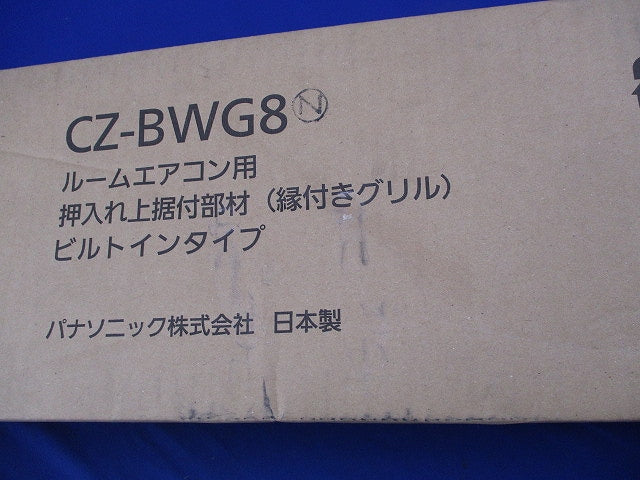 CZ-BWG8 Ⓝ
ルームエアコン用
押入れ上据付部材（縁付きグリル）
ビルトインタイプ
パナソニック株式会社 日本製